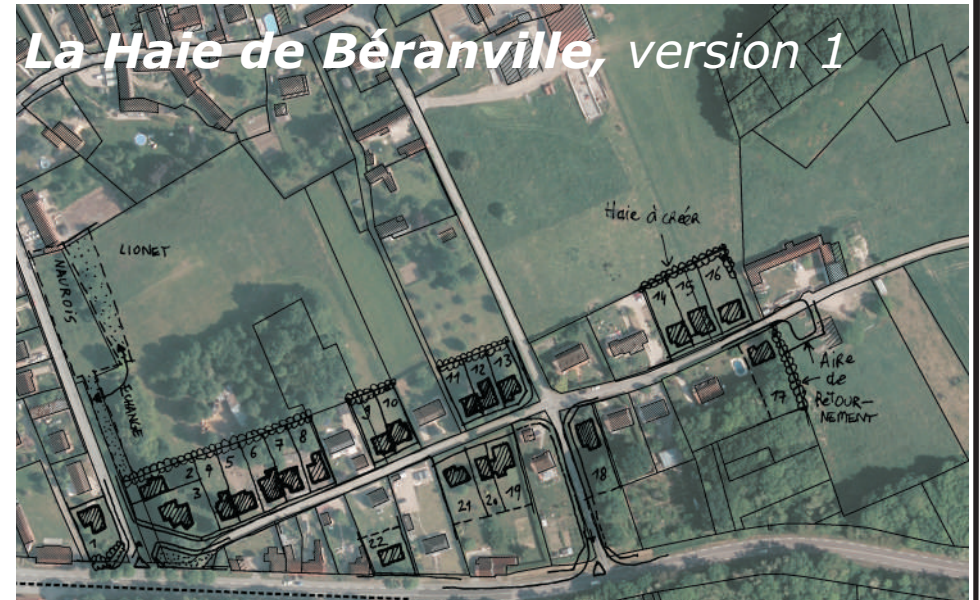 La Haie de Béranville, version 1
LIONET
NAUROIS
ECHANGE
Haie à créer
14 15 16
11 12 13
9 10
2 4 5 6 7 8
3
1
17
AIRE
de
RETOUR-
NEMENT
18
21 20 19
22